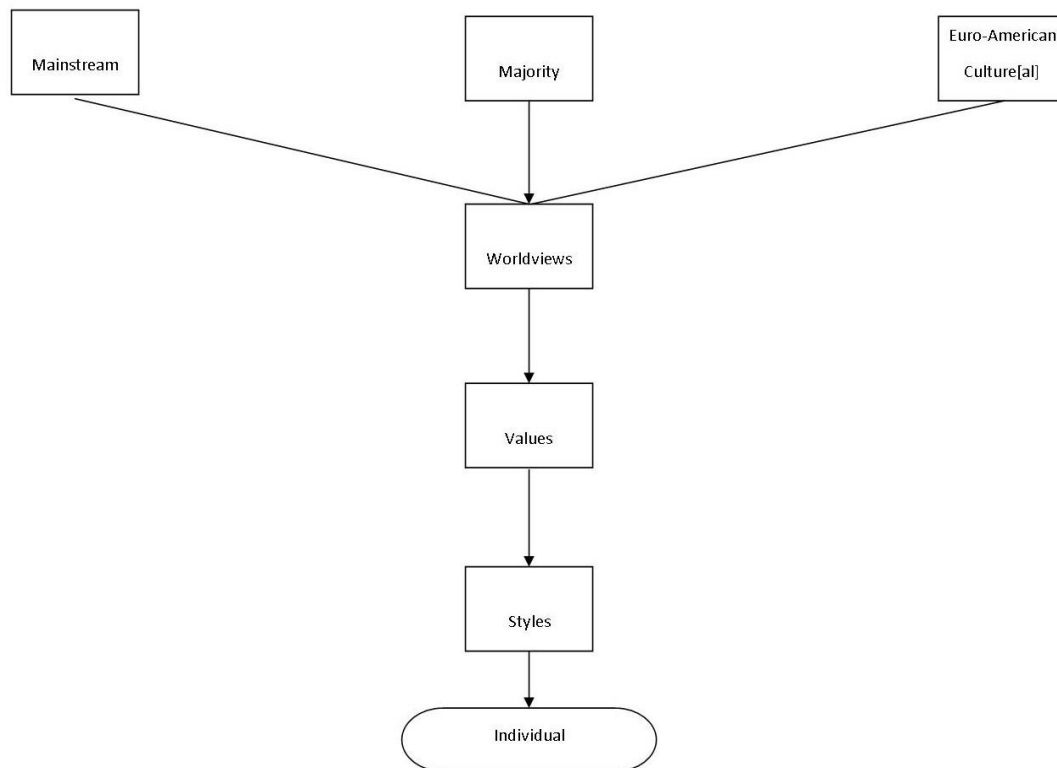 Mainstream
Majority
Euro-American
Culture[al]
Worldviews
Values
Styles
Individual